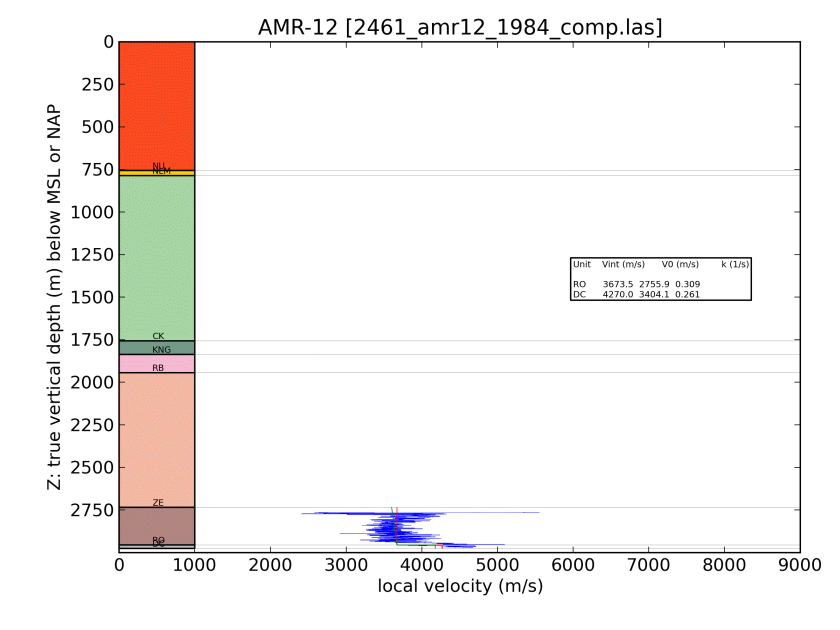 AMR-12 [2461_amr12_1984_comp.las]
Z: true vertical depth (m) below MSL or NAP
0
250
500
750
1000
1250
1500
1750
2000
2250
2500
2750
NU
NLM
CK
KNG
RB
ZE
RO
DC
Unit Vint (m/s) V0 (m/s) k (1/s)
RO 3673.5 2755.9 0.309
DC 4270.0 3404.1 0.261
0 1000 2000 3000 4000 5000 6000 7000 8000 9000
local velocity (m/s)